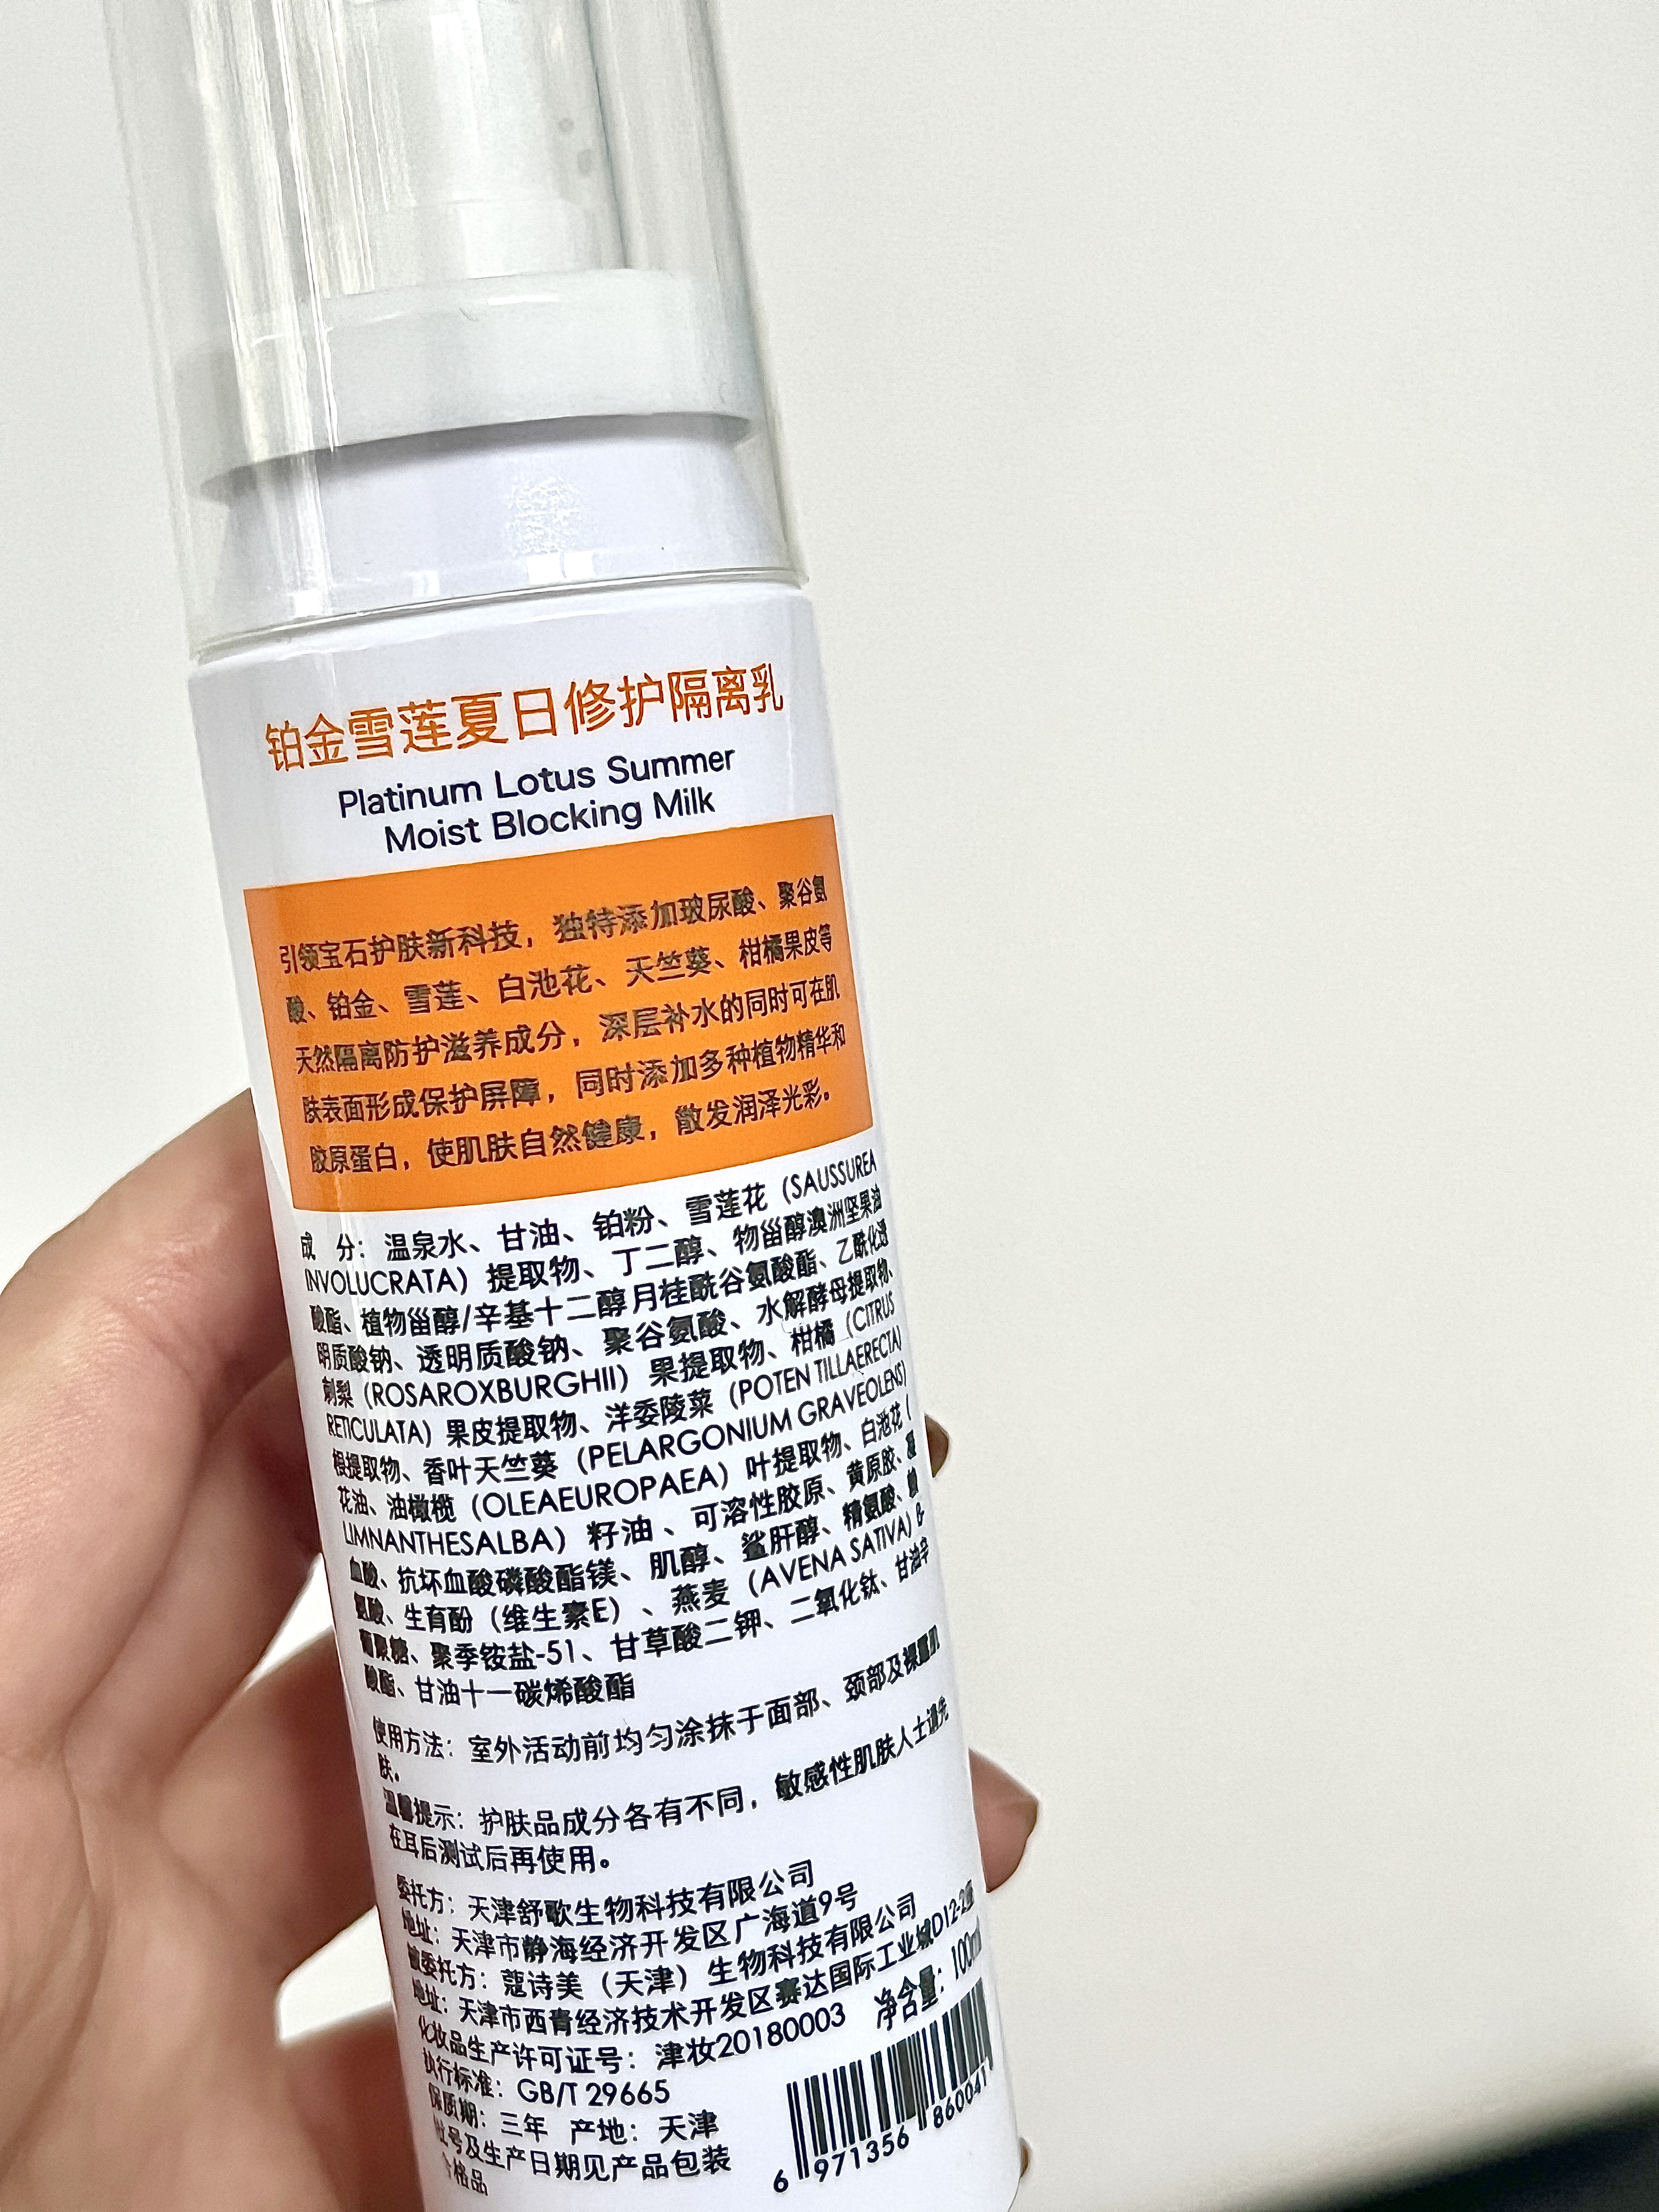 铂金雪莲夏日修护隔离乳
Platinum Lotus Summer
Moist Blocking Milk
引领宝石护肤新科技，独特添加玻尿酸、聚谷氨
酸、铂金、雪莲、白池花、天竺葵、柑橘果皮等
天然隔离防护滋养成分，深层补水的同时可在肌
肤表面形成保护屏障，同时添加多种植物精华和
胶原蛋白，使肌肤自然健康，散发润泽光彩。
成 分：温泉水、甘油、铂粉、雪莲花（SAUSSUREA
INVOLUCRATA）提取物、丁二醇、物甾醇澳洲坚果油
酸酯、植物甾醇/辛基十二醇月桂酰谷氨酸酯、乙酰化透
明质酸钠、透明质酸钠、聚谷氨酸、水解酵母提取物、
刺梨（ROSAROXBURGHII）果提取物、柑橘（CITRUS
RETICULATA）果皮提取物、洋委陵菜（POTEN TILLAERECTA）
根提取物、香叶天竺葵（PELARGONIUM GRAVEOLENS）
花油、油橄榄（OLEAEUROPAEA）叶提取物、白池花（
LIMNANTHESALBA）籽油、可溶性胶原、黄原胶、凝
血酸、抗坏血酸磷酸酯镁、肌醇、鲨肝醇、精氨酸、
氨酸、生育酚（维生素E）、燕麦（AVENA SATIVA）&
葡聚糖、聚季铵盐-51、甘草酸二钾、二氧化钛、甘油辛
酸酯、甘油十一碳烯酸酯
使用方法：室外活动前均匀涂抹于面部、颈部及裸露肌
肤。
温馨提示：护肤品成分各有不同，敏感性肌肤人士请先
在耳后测试后再使用。
委托方：天津舒歌生物科技有限公司
地址：天津市静海经济开发区广海道9号
被委托方：蔻诗美（天津）生物科技有限公司
地址：天津市西青经济技术开发区赛达国际工业城D12-2座
化妆品生产许可证号：津妆20180003 净含量：100ml
执行标准：GB/T 29665
保质期：三年 产地：天津
批号及生产日期见产品包装
合格品
6 971356 860041